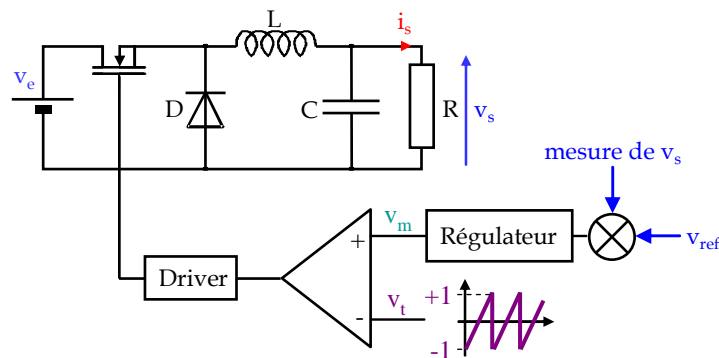 L
i_s
v_e
D
C
R
v_s
mesure de v_s
v_m
+
Régulateur
v_ref
Driver
-
v_t
+1
-1